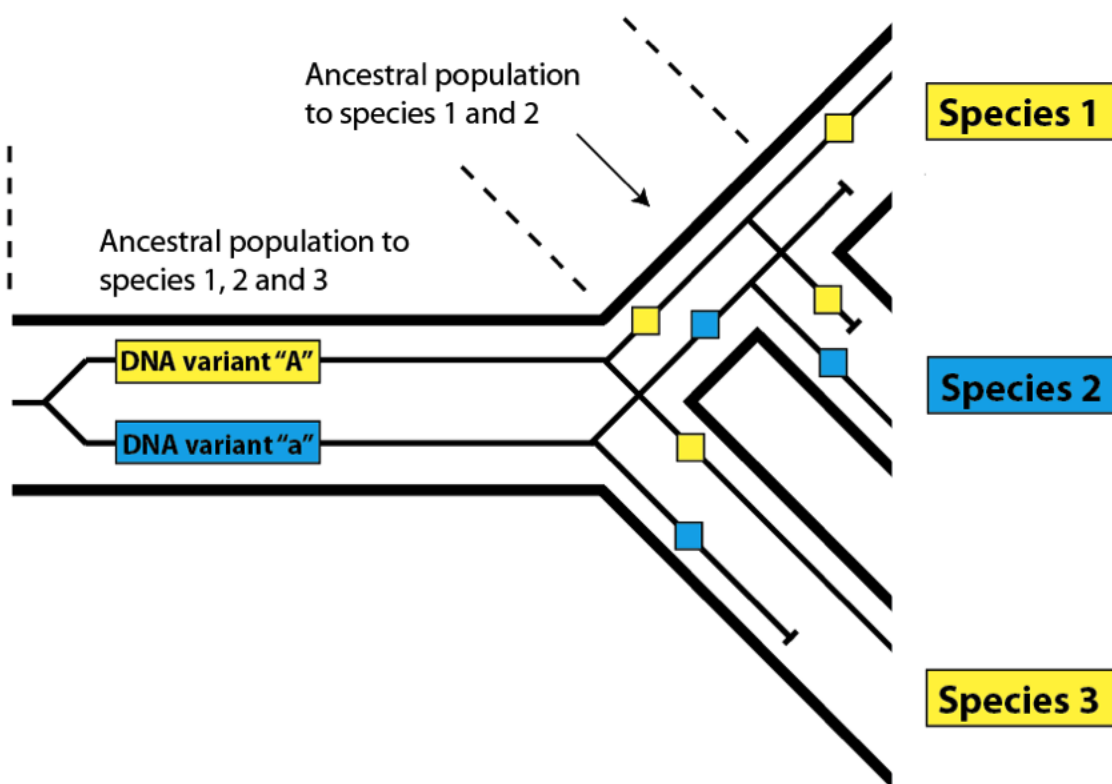 Ancestral population
to species 1 and 2
Species 1
Ancestral population to
species 1, 2 and 3
DNA variant “A”
Species 2
DNA variant “a”
Species 3